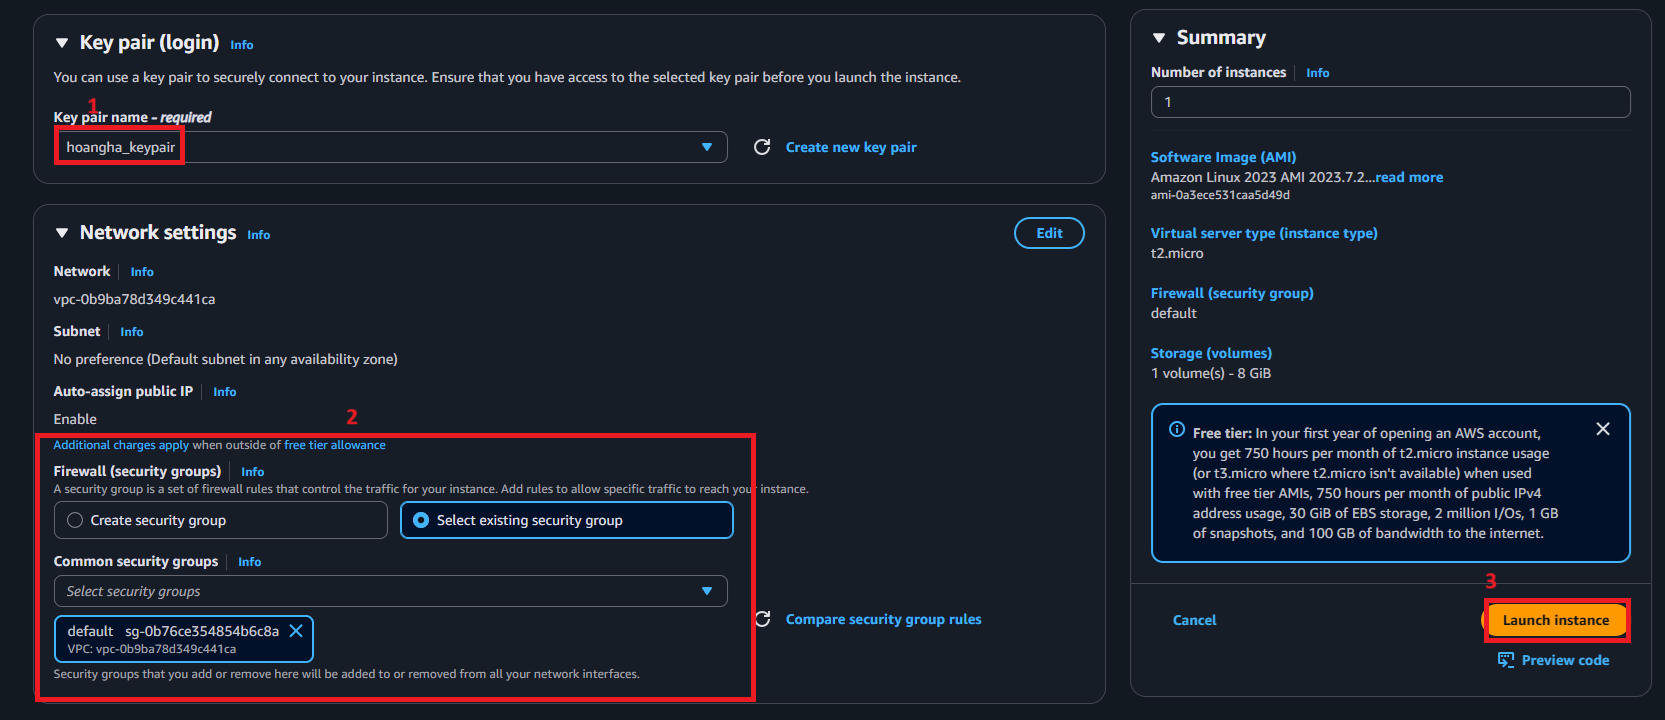 Key pair (login) Info
You can use a key pair to securely connect to your instance. Ensure that you have access to the selected key pair before you launch the instance.
1
Key pair name - required
hoangha_keypair
Create new key pair
Network settings Info
Edit
Network Info
vpc-0b9ba78d349c441ca
Subnet Info
No preference (Default subnet in any availability zone)
Auto-assign public IP Info
Enable
2
Additional charges apply when outside of free tier allowance
Firewall (security groups) Info
A security group is a set of firewall rules that control the traffic for your instance. Add rules to allow specific traffic to reach your instance.
Create security group
Select existing security group
Common security groups Info
Select security groups
default sg-0b76ce354854b6c8a
VPC: vpc-0b9ba78d349c441ca
Compare security group rules
Security groups that you add or remove here will be added to or removed from all your network interfaces.
Summary
Number of instances Info
1
Software Image (AMI)
Amazon Linux 2023 AMI 2023.7.2...read more
ami-0a3ece531caa5d49d
Virtual server type (instance type)
t2.micro
Firewall (security group)
default
Storage (volumes)
1 volume(s) - 8 GiB
Free tier: In your first year of opening an AWS account,
you get 750 hours per month of t2.micro instance usage
(or t3.micro where t2.micro isn't available) when used
with free tier AMIs, 750 hours per month of public IPv4
address usage, 30 GiB of EBS storage, 2 million I/Os, 1 GB
of snapshots, and 100 GB of bandwidth to the internet.
3
Cancel
Launch instance
Preview code